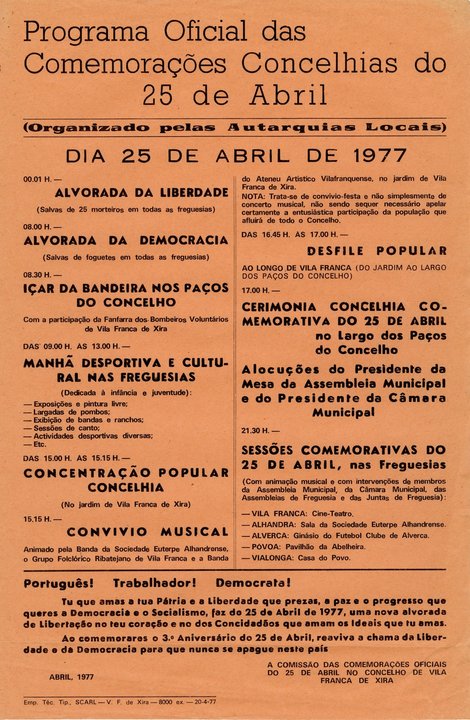 Programa Oficial das
Comemorações Concelhias do
25 de Abril
(Organizado pelas Autarquias Locais)
DIA 25 DE ABRIL DE 1977
00.01 H. —
ALVORADA DA LIBERDADE
(Salvas de 25 morteiros em todas as freguesias)
08.00 H. —
ALVORADA DA DEMOCRACIA
(Salvas de foguetes em todas as freguesias)
08.30 H. —
IÇAR DA BANDEIRA NOS PAÇOS
DO CONCELHO
Com a participação da Fanfarra dos Bombeiros Voluntários
de Vila Franca de Xira
DAS 09.00 H. AS 13.00 H. —
MANHÃ DESPORTIVA E CULTU-
RAL NAS FREGUESIAS
(Dedicada à infância e juventude):
— Exposições e pintura livre;
— Largadas de pombos;
— Exibição de bandas e ranchos;
— Sessões de canto;
— Actividades desportivas diversas;
— Etc.
DAS 15.00 H. AS 15.15 H. —
CONCENTRAÇÃO POPULAR
CONCELHIA
(No jardim de Vila Franca de Xira)
15.15 H. —
CONVIVIO MUSICAL
Animado pela Banda da Sociedade Euterpe Alhandrense,
o Grupo Folclórico Ribatejano de Vila Franca e a Banda
do Ateneu Artístico Vilafranquense, no jardim de Vila
Franca de Xira.
NOTA: Trata-se de convívio-festa e não simplesmente de
concerto musical, não sendo sequer necessário apelar
certamente a entusiástica participação da população que
afluirá de todo o Concelho.
DAS 16.45 H. AS 17.00 H. —
DESFILE POPULAR
AO LONGO DE VILA FRANCA (DO JARDIM AO LARGO
DOS PAÇOS DO CONCELHO)
17.00 H. —
CERIMONIA CONCELHIA CO-
MEMORATIVA DO 25 DE ABRIL
no Largo dos Paços
do Concelho
Alocuções do Presidente da
Mesa da Assembleia Municipal
e do Presidente da Câmara
Municipal
21.30 H. —
SESSÕES COMEMORATIVAS DO
25 DE ABRIL, nas Freguesias
(Com animação musical e com intervenções de membros
da Assembleia Municipal, da Câmara Municipal, das
Assembleias de Freguesia e das Juntas de Freguesia):
— VILA FRANCA: Cine-Teatro.
— ALHANDRA: Sala da Sociedade Euterpe Alhandrense.
— ALVERCA: Ginásio do Futebol Clube de Alverca.
— POVOA: Pavilhão da Abelheira.
— VIALONGA: Casa do Povo.
Português! Trabalhador! Democrata!
Tu que amas a tua Pátria e a Liberdade que prezas, a paz e o progresso que
queres a Democracia e o Socialismo, faz do 25 de Abril de 1977, uma nova alvorada
de Libertação no teu coração e no dos Concidadãos que amam os Ideais que tu amas.
Ao comemorares o 3.º Aniversário do 25 de Abril, reaviva a chama da Liber-
dade e da Democracia para que nunca se apague neste país
A COMISSÃO DAS COMEMORAÇÕES OFICIAIS
DO 25 DE ABRIL NO CONCELHO DE VILA
FRANCA DE XIRA
ABRIL, 1977
Emp. Téc. Tip., SCARL — V. F. de Xira — 8000 ex. — 20-4-77